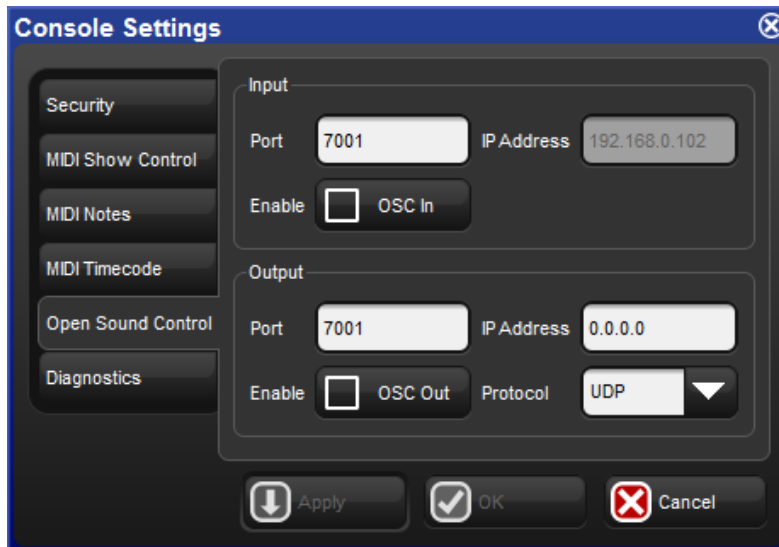 Console Settings
Security
MIDI Show Control
MIDI Notes
MIDI Timecode
Open Sound Control
Diagnostics
Input
Port 7001 IP Address 192.168.0.102
Enable OSC In
Output
Port 7001 IP Address 0.0.0.0
Enable OSC Out Protocol UDP
Apply OK Cancel